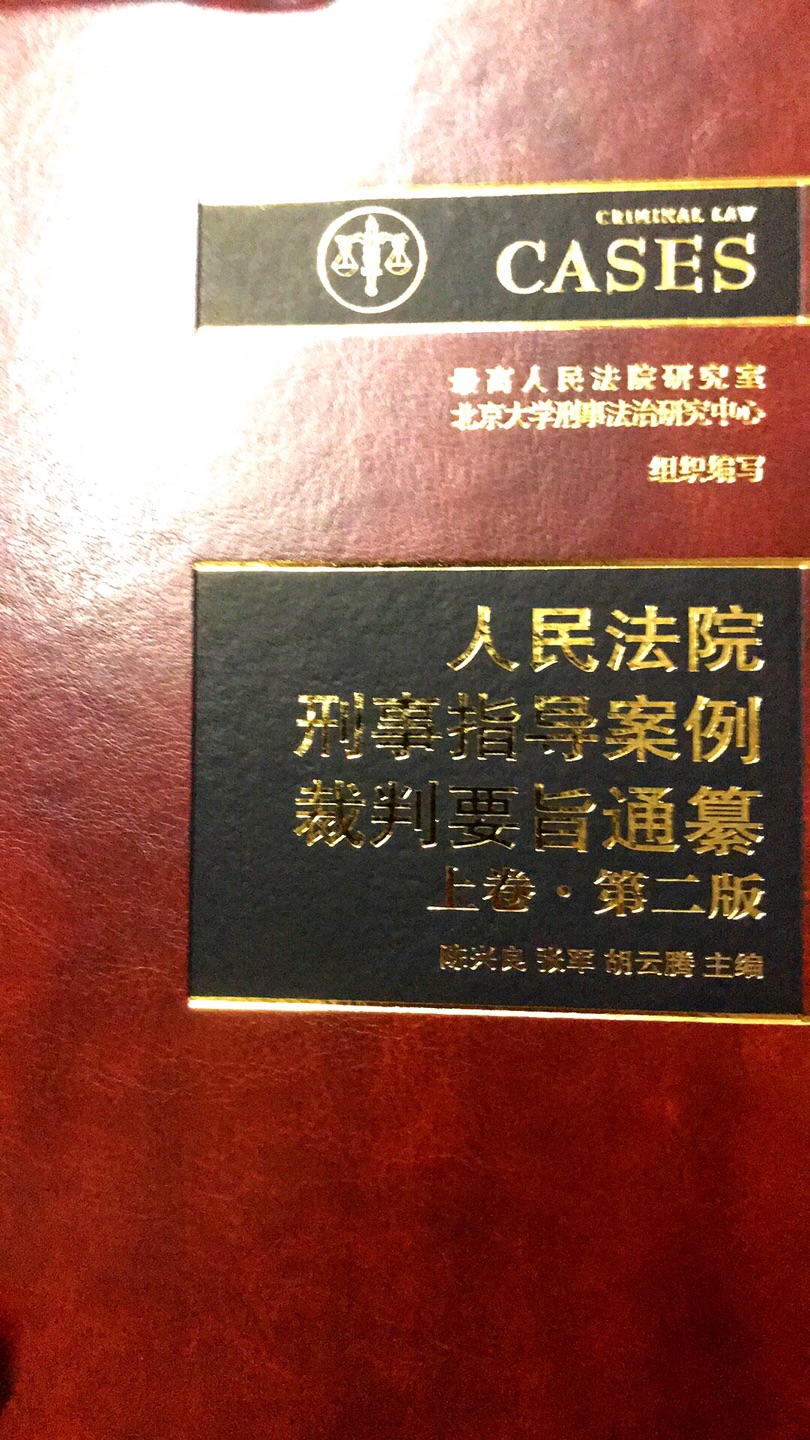 CRIMINAL LAW
CASES
最高人民法院研究室
北京大学刑事法治研究中心
组织编写
人民法院
刑事指导案例
裁判要旨通纂
上卷·第二版
陈兴良 张军 胡云腾 主编